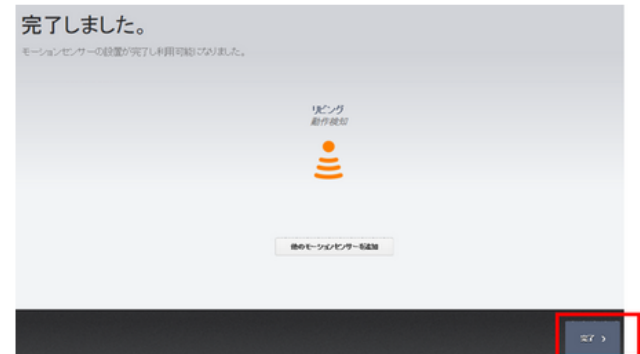 完了しました。
モーションセンサーの設置が完了し利用可能になりました。
リビング
動作検知
他のモーションセンサーを追加
完了 >